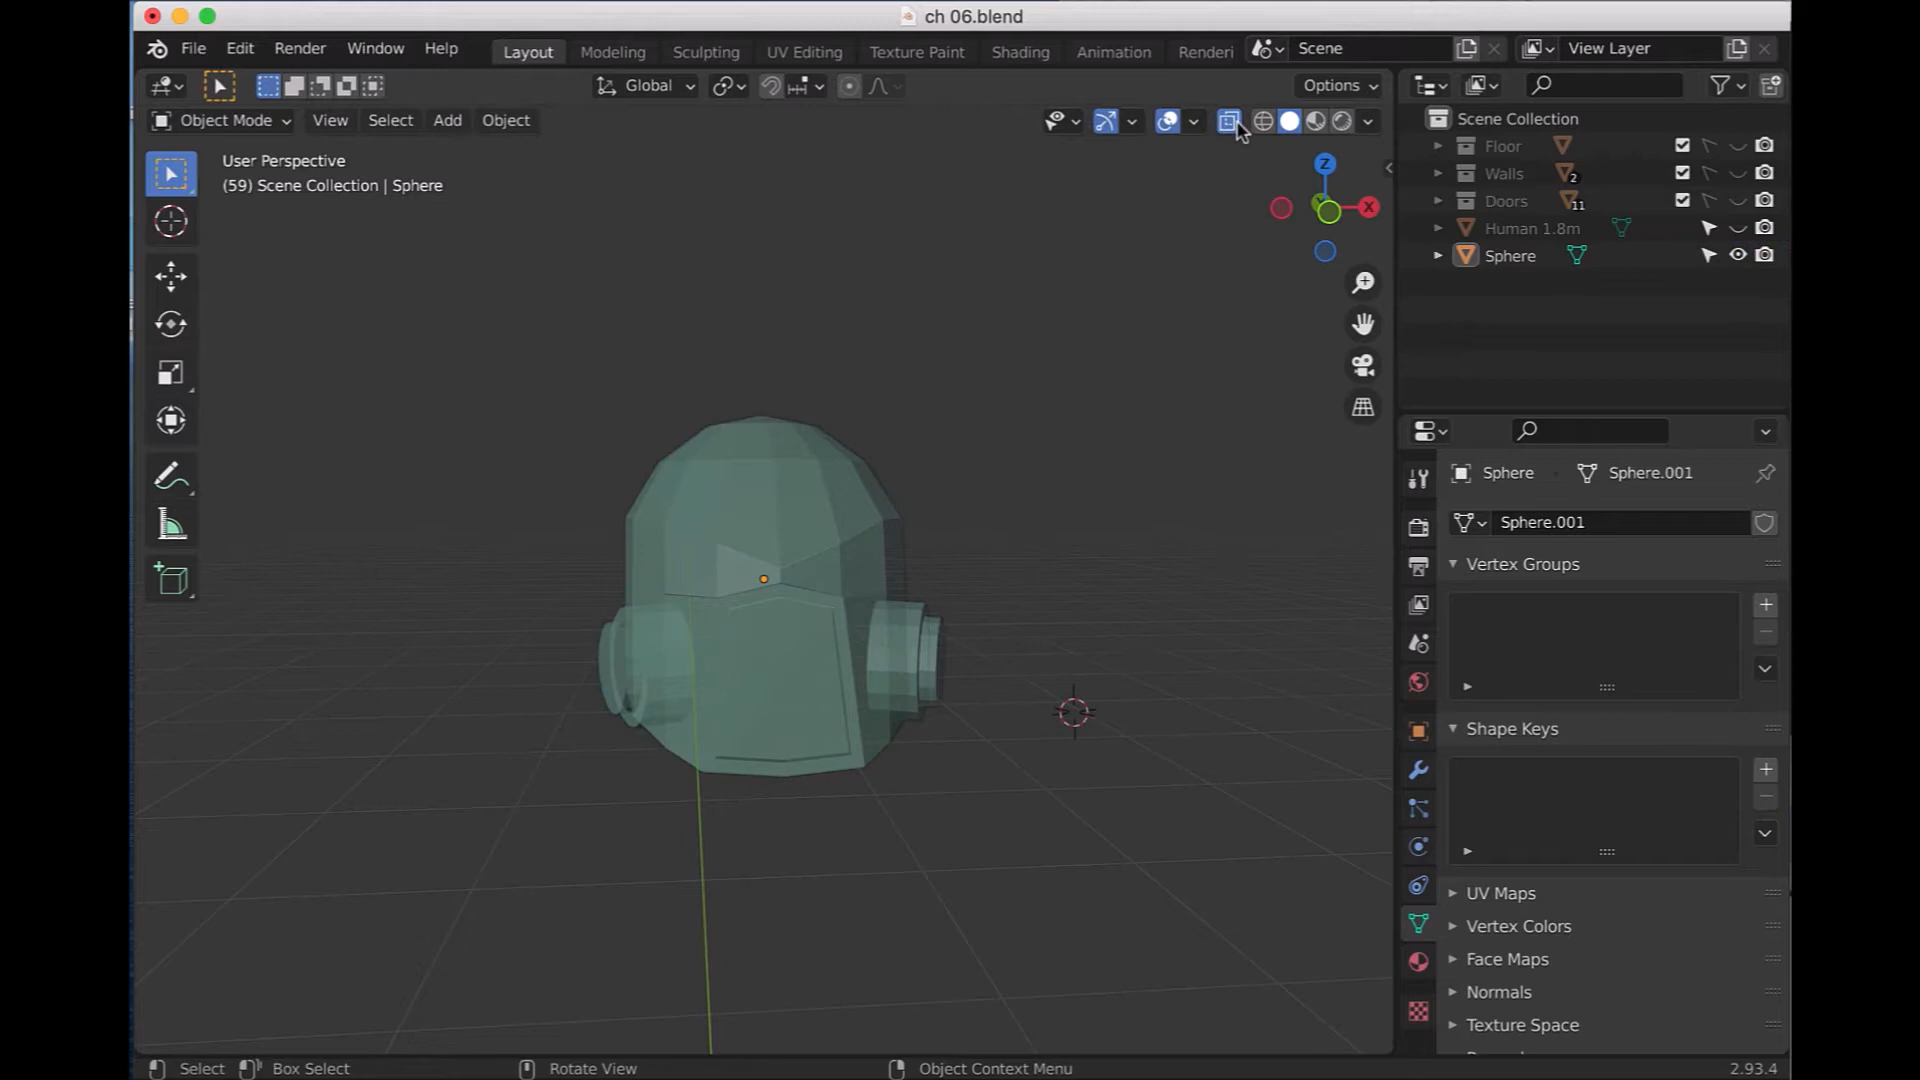 ch 06.blend
File Edit Render Window Help Layout Modeling Sculpting UV Editing Texture Paint Shading Animation Renderi Scene View Layer
Global Options
Object Mode View Select Add Object
User Perspective
(59) Scene Collection | Sphere
Z
X
Scene Collection
Floor
Walls 2
Doors 11
Human 1.8m
Sphere
Sphere Sphere.001
Sphere.001
Vertex Groups
Shape Keys
UV Maps
Vertex Colors
Face Maps
Normals
Texture Space
Select Box Select Rotate View Object Context Menu 2.93.4